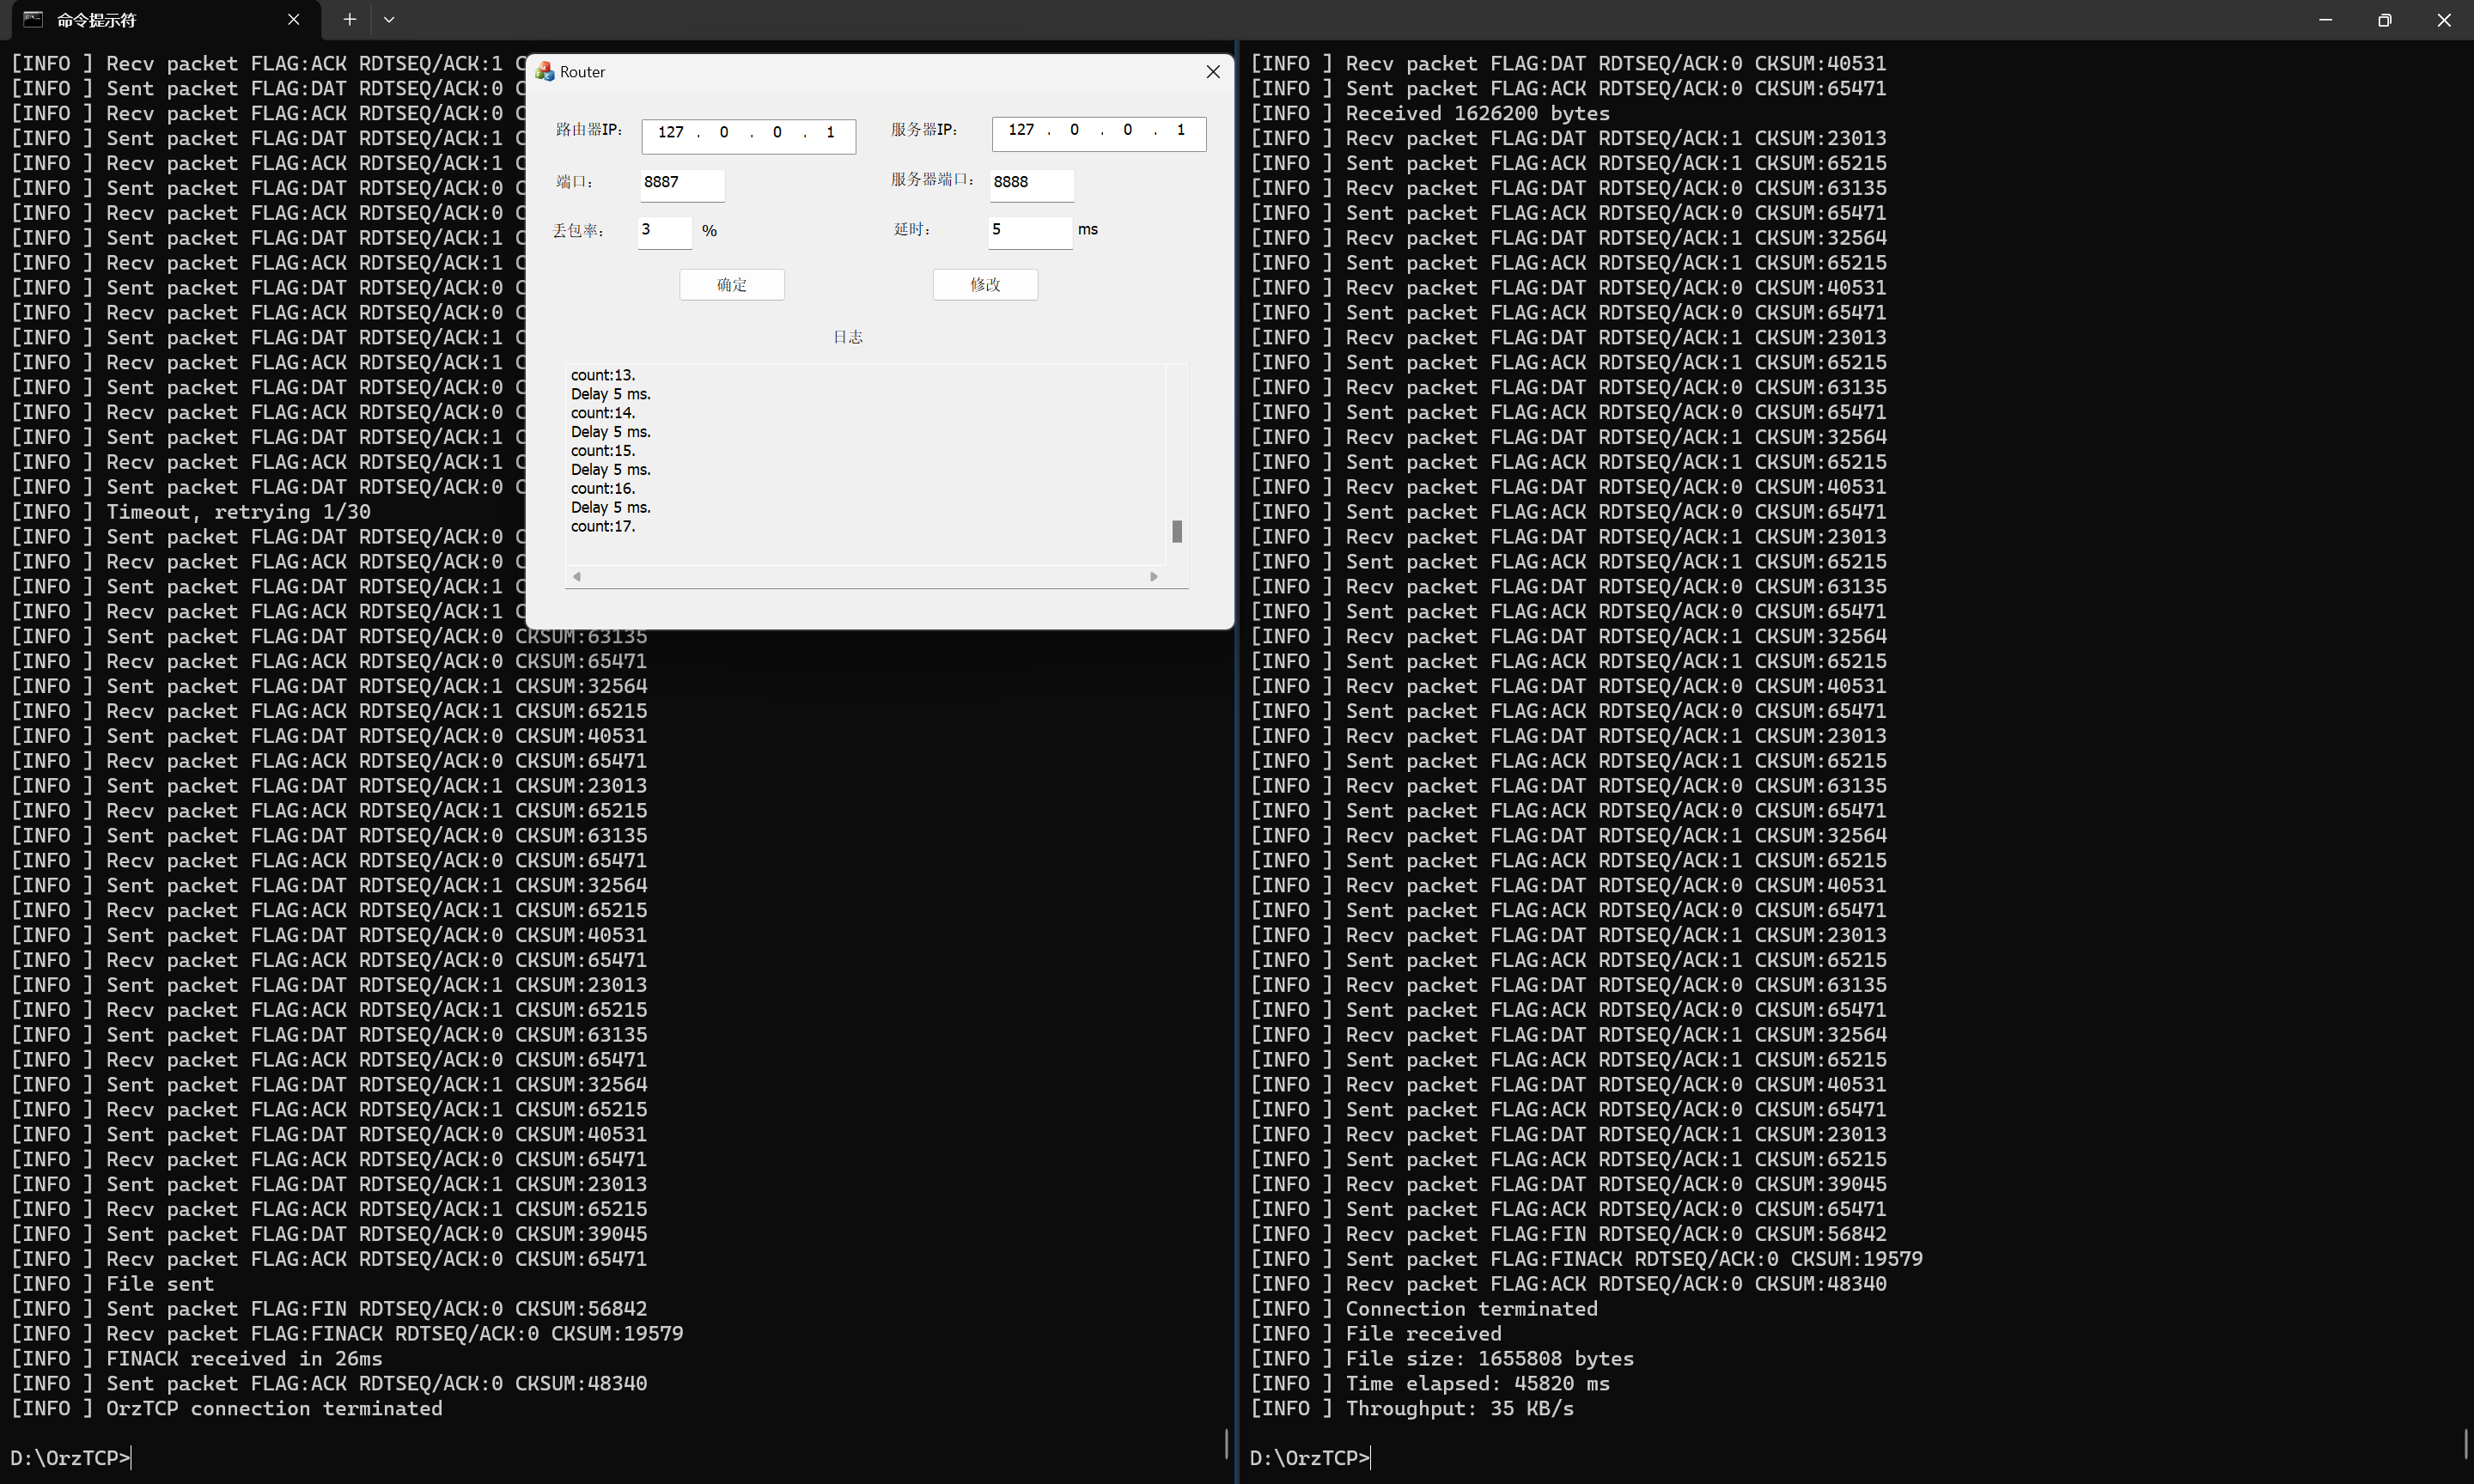 命令提示符
[INFO ] Recv packet FLAG:ACK RDTSEQ/ACK:1 C
[INFO ] Sent packet FLAG:DAT RDTSEQ/ACK:0 C
[INFO ] Recv packet FLAG:ACK RDTSEQ/ACK:0 C
[INFO ] Sent packet FLAG:DAT RDTSEQ/ACK:1 C
[INFO ] Recv packet FLAG:ACK RDTSEQ/ACK:1 C
[INFO ] Sent packet FLAG:DAT RDTSEQ/ACK:0 C
[INFO ] Recv packet FLAG:ACK RDTSEQ/ACK:0 C
[INFO ] Sent packet FLAG:DAT RDTSEQ/ACK:1 C
[INFO ] Recv packet FLAG:ACK RDTSEQ/ACK:1 C
[INFO ] Sent packet FLAG:DAT RDTSEQ/ACK:0 C
[INFO ] Recv packet FLAG:ACK RDTSEQ/ACK:0 C
[INFO ] Sent packet FLAG:DAT RDTSEQ/ACK:1 C
[INFO ] Recv packet FLAG:ACK RDTSEQ/ACK:1 C
[INFO ] Sent packet FLAG:DAT RDTSEQ/ACK:0 C
[INFO ] Recv packet FLAG:ACK RDTSEQ/ACK:0 C
[INFO ] Sent packet FLAG:DAT RDTSEQ/ACK:1 C
[INFO ] Recv packet FLAG:ACK RDTSEQ/ACK:1 C
[INFO ] Sent packet FLAG:DAT RDTSEQ/ACK:0 C
[INFO ] Timeout, retrying 1/30
[INFO ] Sent packet FLAG:DAT RDTSEQ/ACK:0 C
[INFO ] Recv packet FLAG:ACK RDTSEQ/ACK:0 C
[INFO ] Sent packet FLAG:DAT RDTSEQ/ACK:1 C
[INFO ] Recv packet FLAG:ACK RDTSEQ/ACK:1 C
[INFO ] Sent packet FLAG:DAT RDTSEQ/ACK:0 CKSUM:63135
[INFO ] Recv packet FLAG:ACK RDTSEQ/ACK:0 CKSUM:65471
[INFO ] Sent packet FLAG:DAT RDTSEQ/ACK:1 CKSUM:32564
[INFO ] Recv packet FLAG:ACK RDTSEQ/ACK:1 CKSUM:65215
[INFO ] Sent packet FLAG:DAT RDTSEQ/ACK:0 CKSUM:40531
[INFO ] Recv packet FLAG:ACK RDTSEQ/ACK:0 CKSUM:65471
[INFO ] Sent packet FLAG:DAT RDTSEQ/ACK:1 CKSUM:23013
[INFO ] Recv packet FLAG:ACK RDTSEQ/ACK:1 CKSUM:65215
[INFO ] Sent packet FLAG:DAT RDTSEQ/ACK:0 CKSUM:63135
[INFO ] Recv packet FLAG:ACK RDTSEQ/ACK:0 CKSUM:65471
[INFO ] Sent packet FLAG:DAT RDTSEQ/ACK:1 CKSUM:32564
[INFO ] Recv packet FLAG:ACK RDTSEQ/ACK:1 CKSUM:65215
[INFO ] Sent packet FLAG:DAT RDTSEQ/ACK:0 CKSUM:40531
[INFO ] Recv packet FLAG:ACK RDTSEQ/ACK:0 CKSUM:65471
[INFO ] Sent packet FLAG:DAT RDTSEQ/ACK:1 CKSUM:23013
[INFO ] Recv packet FLAG:ACK RDTSEQ/ACK:1 CKSUM:65215
[INFO ] Sent packet FLAG:DAT RDTSEQ/ACK:0 CKSUM:63135
[INFO ] Recv packet FLAG:ACK RDTSEQ/ACK:0 CKSUM:65471
[INFO ] Sent packet FLAG:DAT RDTSEQ/ACK:1 CKSUM:32564
[INFO ] Recv packet FLAG:ACK RDTSEQ/ACK:1 CKSUM:65215
[INFO ] Sent packet FLAG:DAT RDTSEQ/ACK:0 CKSUM:40531
[INFO ] Recv packet FLAG:ACK RDTSEQ/ACK:0 CKSUM:65471
[INFO ] Sent packet FLAG:DAT RDTSEQ/ACK:1 CKSUM:23013
[INFO ] Recv packet FLAG:ACK RDTSEQ/ACK:1 CKSUM:65215
[INFO ] Sent packet FLAG:DAT RDTSEQ/ACK:0 CKSUM:39045
[INFO ] Recv packet FLAG:ACK RDTSEQ/ACK:0 CKSUM:65471
[INFO ] File sent
[INFO ] Sent packet FLAG:FIN RDTSEQ/ACK:0 CKSUM:56842
[INFO ] Recv packet FLAG:FINACK RDTSEQ/ACK:0 CKSUM:19579
[INFO ] FINACK received in 26ms
[INFO ] Sent packet FLAG:ACK RDTSEQ/ACK:0 CKSUM:48340
[INFO ] OrzTCP connection terminated
D:\OrzTCP>
Router
路由器IP: 127 . 0 . 0 . 1 服务器IP: 127 . 0 . 0 . 1
端口: 8887 服务器端口: 8888
丢包率: 3 % 延时: 5 ms
确定 修改
日志
count:13.
Delay 5 ms.
count:14.
Delay 5 ms.
count:15.
Delay 5 ms.
count:16.
Delay 5 ms.
count:17.
[INFO ] Recv packet FLAG:DAT RDTSEQ/ACK:0 CKSUM:40531
[INFO ] Sent packet FLAG:ACK RDTSEQ/ACK:0 CKSUM:65471
[INFO ] Received 1626200 bytes
[INFO ] Recv packet FLAG:DAT RDTSEQ/ACK:1 CKSUM:23013
[INFO ] Sent packet FLAG:ACK RDTSEQ/ACK:1 CKSUM:65215
[INFO ] Recv packet FLAG:DAT RDTSEQ/ACK:0 CKSUM:63135
[INFO ] Sent packet FLAG:ACK RDTSEQ/ACK:0 CKSUM:65471
[INFO ] Recv packet FLAG:DAT RDTSEQ/ACK:1 CKSUM:32564
[INFO ] Sent packet FLAG:ACK RDTSEQ/ACK:1 CKSUM:65215
[INFO ] Recv packet FLAG:DAT RDTSEQ/ACK:0 CKSUM:40531
[INFO ] Sent packet FLAG:ACK RDTSEQ/ACK:0 CKSUM:65471
[INFO ] Recv packet FLAG:DAT RDTSEQ/ACK:1 CKSUM:23013
[INFO ] Sent packet FLAG:ACK RDTSEQ/ACK:1 CKSUM:65215
[INFO ] Recv packet FLAG:DAT RDTSEQ/ACK:0 CKSUM:63135
[INFO ] Sent packet FLAG:ACK RDTSEQ/ACK:0 CKSUM:65471
[INFO ] Recv packet FLAG:DAT RDTSEQ/ACK:1 CKSUM:32564
[INFO ] Sent packet FLAG:ACK RDTSEQ/ACK:1 CKSUM:65215
[INFO ] Recv packet FLAG:DAT RDTSEQ/ACK:0 CKSUM:40531
[INFO ] Sent packet FLAG:ACK RDTSEQ/ACK:0 CKSUM:65471
[INFO ] Recv packet FLAG:DAT RDTSEQ/ACK:1 CKSUM:23013
[INFO ] Sent packet FLAG:ACK RDTSEQ/ACK:1 CKSUM:65215
[INFO ] Recv packet FLAG:DAT RDTSEQ/ACK:0 CKSUM:63135
[INFO ] Sent packet FLAG:ACK RDTSEQ/ACK:0 CKSUM:65471
[INFO ] Recv packet FLAG:DAT RDTSEQ/ACK:1 CKSUM:32564
[INFO ] Sent packet FLAG:ACK RDTSEQ/ACK:1 CKSUM:65215
[INFO ] Recv packet FLAG:DAT RDTSEQ/ACK:0 CKSUM:40531
[INFO ] Sent packet FLAG:ACK RDTSEQ/ACK:0 CKSUM:65471
[INFO ] Recv packet FLAG:DAT RDTSEQ/ACK:1 CKSUM:23013
[INFO ] Sent packet FLAG:ACK RDTSEQ/ACK:1 CKSUM:65215
[INFO ] Recv packet FLAG:DAT RDTSEQ/ACK:0 CKSUM:63135
[INFO ] Sent packet FLAG:ACK RDTSEQ/ACK:0 CKSUM:65471
[INFO ] Recv packet FLAG:DAT RDTSEQ/ACK:1 CKSUM:32564
[INFO ] Sent packet FLAG:ACK RDTSEQ/ACK:1 CKSUM:65215
[INFO ] Recv packet FLAG:DAT RDTSEQ/ACK:0 CKSUM:40531
[INFO ] Sent packet FLAG:ACK RDTSEQ/ACK:0 CKSUM:65471
[INFO ] Recv packet FLAG:DAT RDTSEQ/ACK:1 CKSUM:23013
[INFO ] Sent packet FLAG:ACK RDTSEQ/ACK:1 CKSUM:65215
[INFO ] Recv packet FLAG:DAT RDTSEQ/ACK:0 CKSUM:63135
[INFO ] Sent packet FLAG:ACK RDTSEQ/ACK:0 CKSUM:65471
[INFO ] Recv packet FLAG:DAT RDTSEQ/ACK:1 CKSUM:32564
[INFO ] Sent packet FLAG:ACK RDTSEQ/ACK:1 CKSUM:65215
[INFO ] Recv packet FLAG:DAT RDTSEQ/ACK:0 CKSUM:40531
[INFO ] Sent packet FLAG:ACK RDTSEQ/ACK:0 CKSUM:65471
[INFO ] Recv packet FLAG:DAT RDTSEQ/ACK:1 CKSUM:23013
[INFO ] Sent packet FLAG:ACK RDTSEQ/ACK:1 CKSUM:65215
[INFO ] Recv packet FLAG:DAT RDTSEQ/ACK:0 CKSUM:39045
[INFO ] Sent packet FLAG:ACK RDTSEQ/ACK:0 CKSUM:65471
[INFO ] Recv packet FLAG:FIN RDTSEQ/ACK:0 CKSUM:56842
[INFO ] Sent packet FLAG:FINACK RDTSEQ/ACK:0 CKSUM:19579
[INFO ] Recv packet FLAG:ACK RDTSEQ/ACK:0 CKSUM:48340
[INFO ] Connection terminated
[INFO ] File received
[INFO ] File size: 1655808 bytes
[INFO ] Time elapsed: 45820 ms
[INFO ] Throughput: 35 KB/s
D:\OrzTCP>